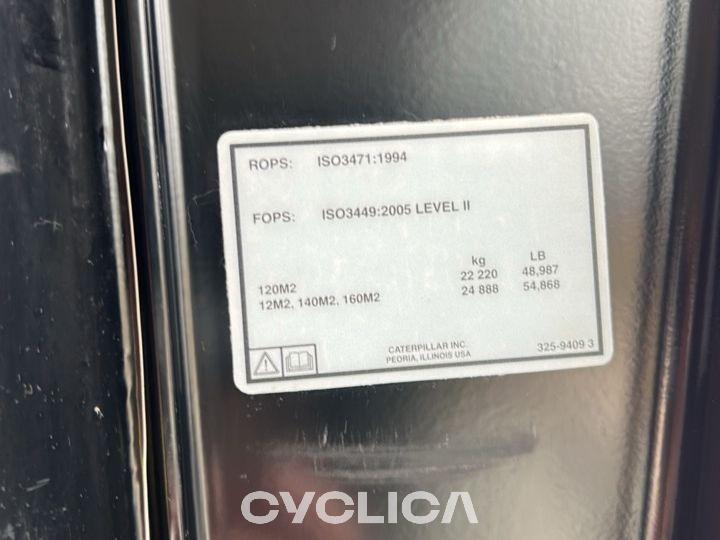 ROPS: ISO3471:1994
FOPS: ISO3449:2005 LEVEL II
kg LB
120M2 22 220 48,987
12M2, 140M2, 160M2 24 888 54,868
CATERPILLAR INC.
PEORIA, ILLINOIS USA
325-9409 3
CYCLICA